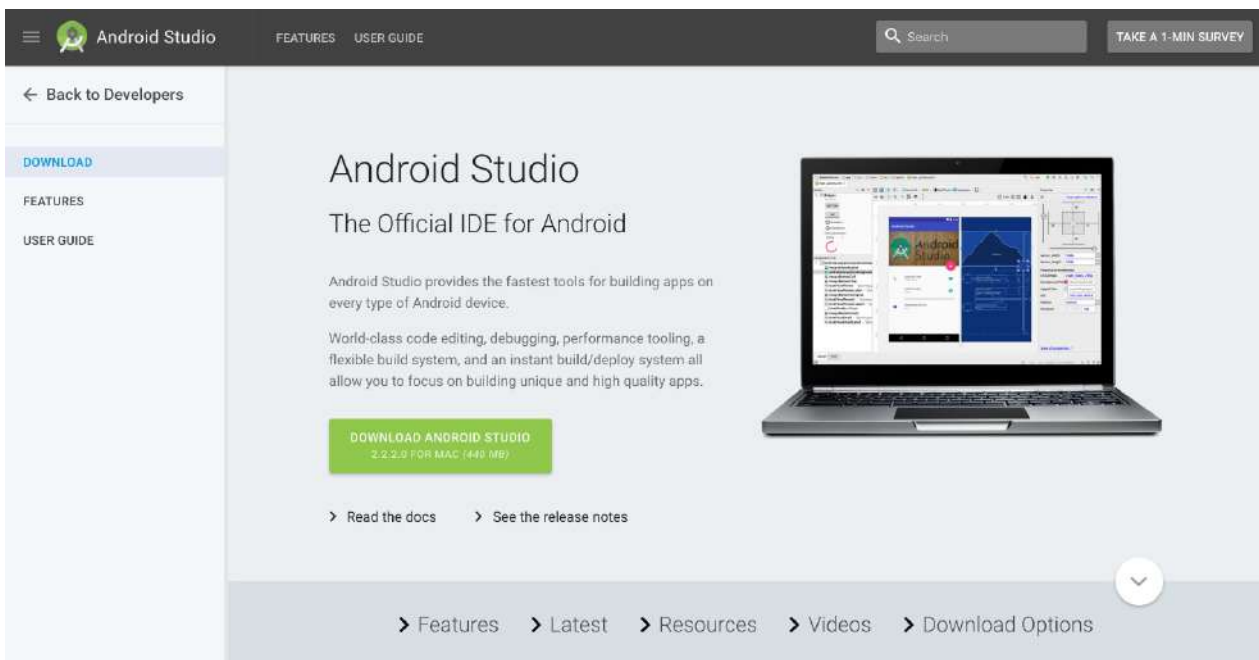 Android Studio
FEATURES USER GUIDE
Search
TAKE A 1-MIN SURVEY
Back to Developers
DOWNLOAD
FEATURES
USER GUIDE
Android Studio
The Official IDE for Android
Android Studio provides the fastest tools for building apps on
every type of Android device.
World-class code editing, debugging, performance tooling, a
flexible build system, and an instant build/deploy system all
allow you to focus on building unique and high quality apps.
DOWNLOAD ANDROID STUDIO
2.2.2.0 FOR MAC (440 MB)
Read the docs
See the release notes
Android
Studio
Features Latest Resources Videos Download Options